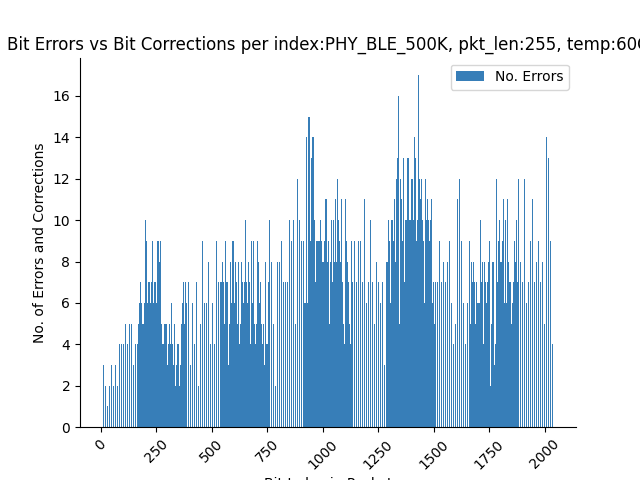 Bit Errors vs Bit Corrections per index:PHY_BLE_500K, pkt_len:255, temp:60
No. Errors
No. of Errors and Corrections
16
14
12
10
8
6
4
2
0
0 250 500 750 1000 1250 1500 1750 2000